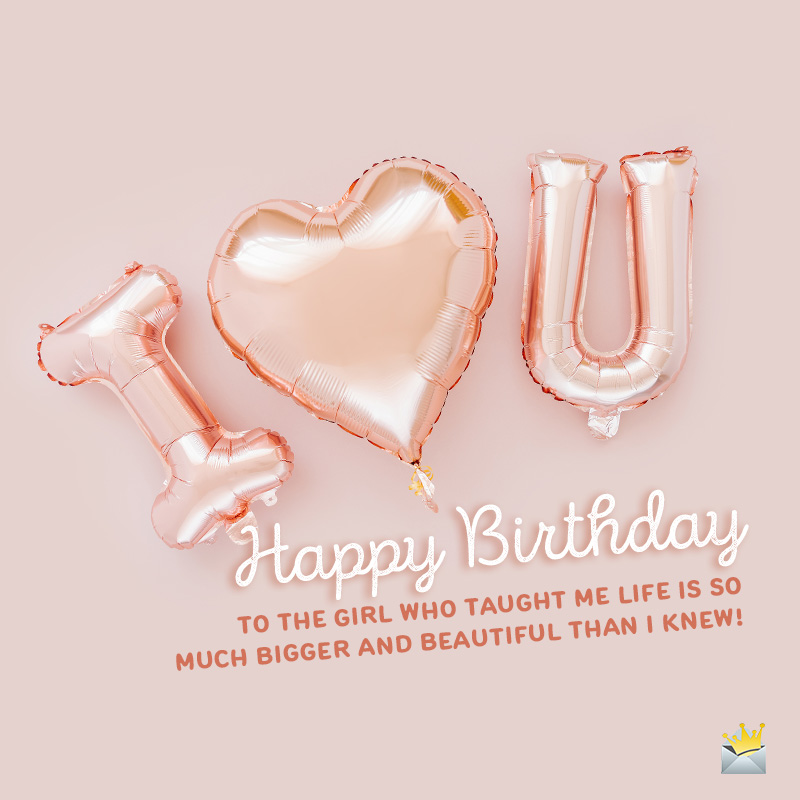 I ♥ U
Happy Birthday
TO THE GIRL WHO TAUGHT ME LIFE IS SO
MUCH BIGGER AND BEAUTIFUL THAN I KNEW!